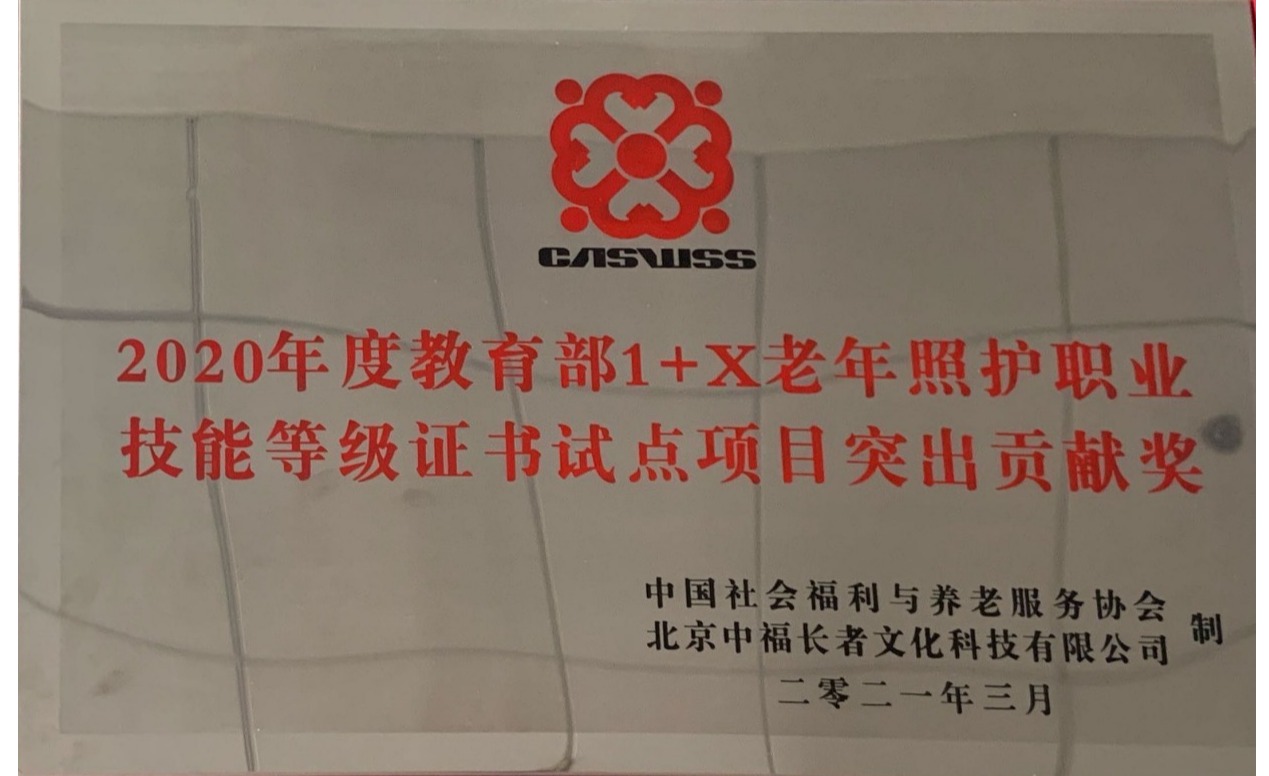 CASWSS
2020年度教育部1+X老年照护职业
技能等级证书试点项目突出贡献奖
中国社会福利与养老服务协会
北京中福长者文化科技有限公司
制
二零二一年三月